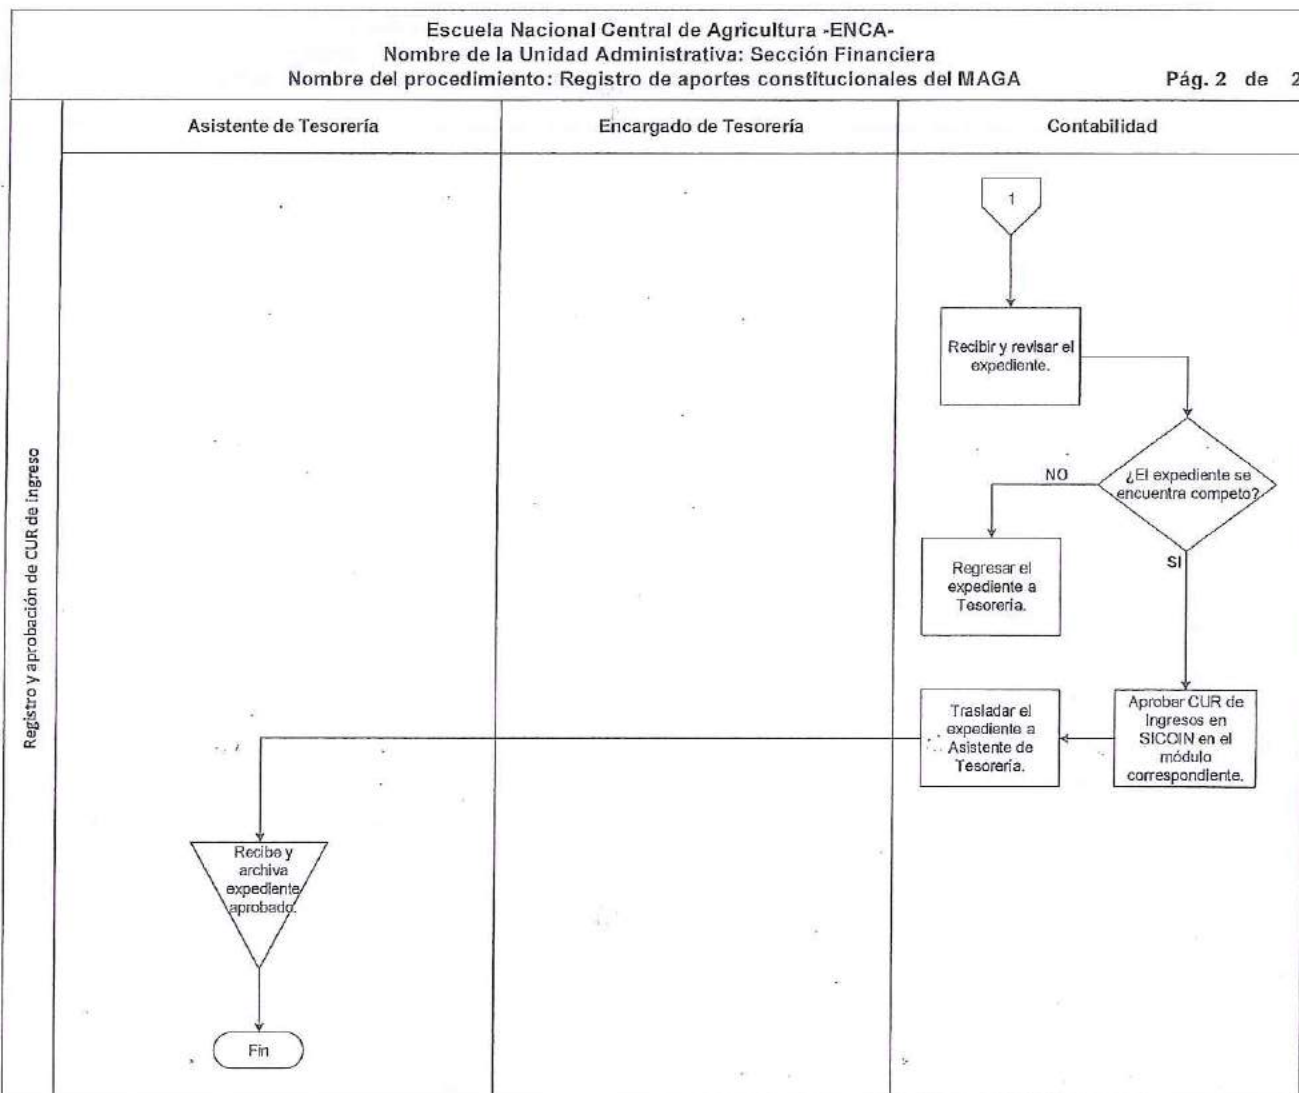 Escuela Nacional Central de Agricultura -ENCA-
Nombre de la Unidad Administrativa: Sección Financiera
Nombre del procedimiento: Registro de aportes constitucionales del MAGA
Pág. 2 de 2
Asistente de Tesorería
Encargado de Tesorería
Contabilidad
Registro y aprobación de CUR de Ingreso
1
Recibir y revisar el
expediente.
¿El expediente se
encuentra competo?
NO
SI
Regresar el
expediente a
Tesorería.
Aprobar CUR de
Ingresos en
SICOIN en el
módulo
correspondiente.
Trasladar el
expediente a
Asistente de
Tesorería.
Recibe y
archiva
expediente
aprobado.
Fin